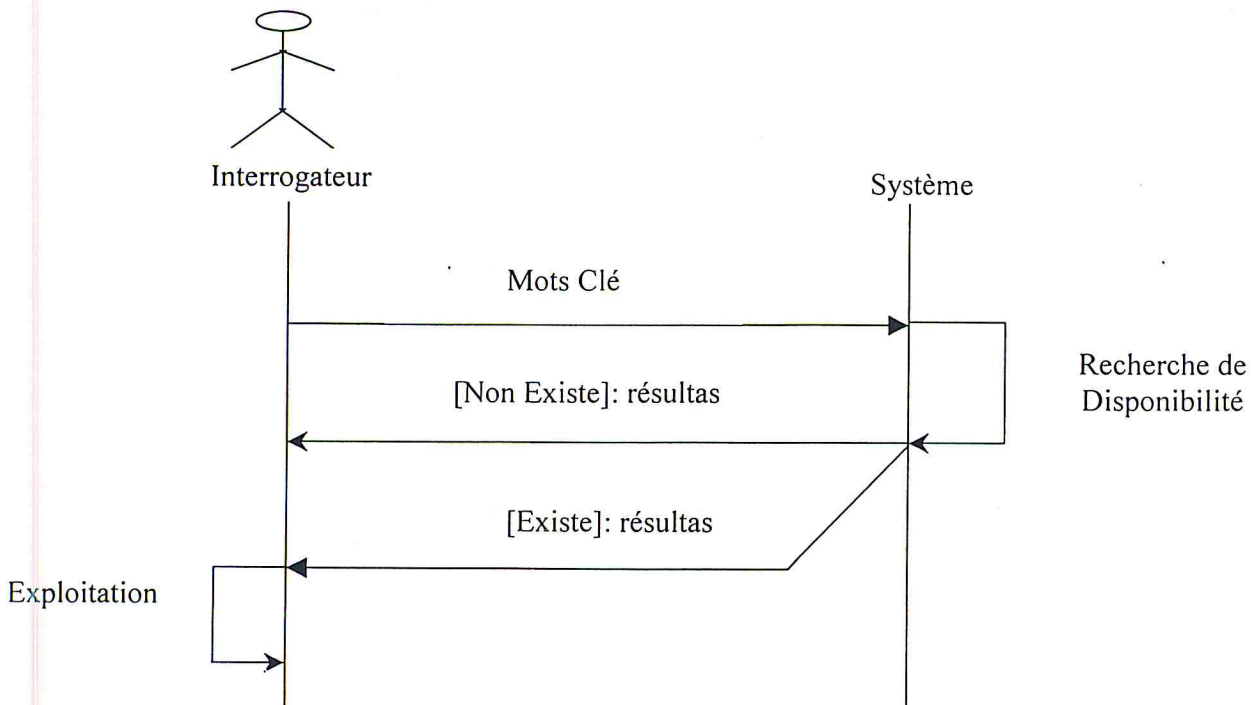 Interrogateur
Système
Mots Clé
Recherche de
Disponibilité
[Non Existe]: résultas
[Existe]: résultas
Exploitation